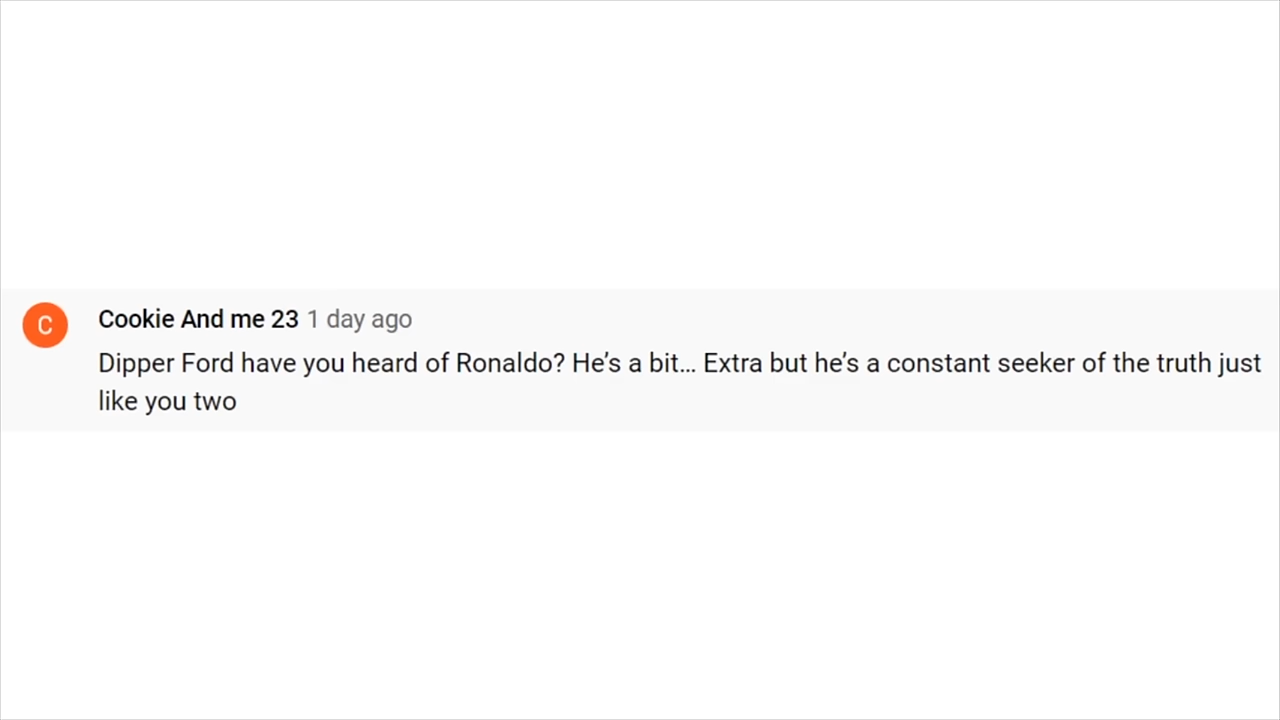 C
Cookie And me 23 1 day ago
Dipper Ford have you heard of Ronaldo? He’s a bit... Extra but he’s a constant seeker of the truth just
like you two